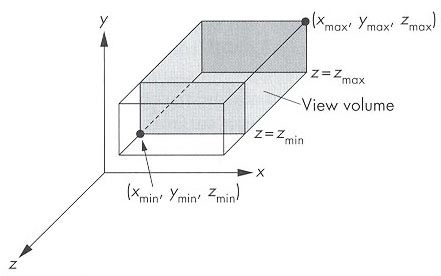 y
(x_max, y_max, z_max)
z = z_max
View volume
z = z_min
x
(x_min, y_min, z_min)
z